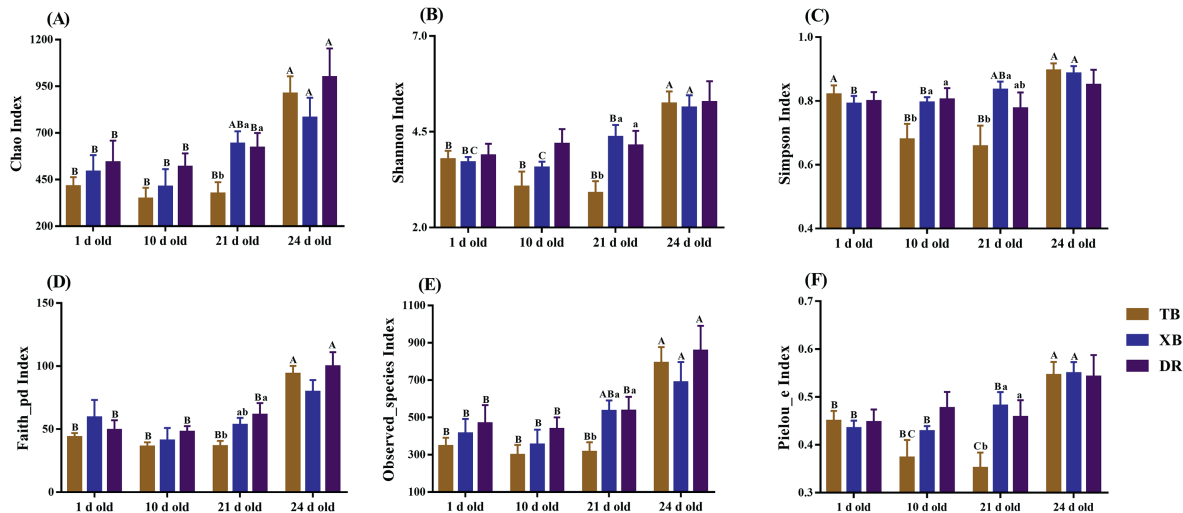 (A)
Chao Index
1200
950
700
450
200
B B B
B B B
Bb ABa Ba
A A A
1 d old 10 d old 21 d old 24 d old
(B)
Shannon Index
7.0
4.5
2.0
B BC
B C
Ba a
A A
1 d old 10 d old 21 d old 24 d old
(C)
Simpson Index
1.0
0.8
0.6
0.4
A B
Bb Ba a
Bb ABa ab
A A
1 d old 10 d old 21 d old 24 d old
(D)
Faith_pd Index
150
100
50
0
B B
B B
Bb ab Ba
A A
1 d old 10 d old 21 d old 24 d old
(E)
Observed_species Index
1100
900
700
500
300
100
B B B
B B B
Bb ABa Ba
A A A
1 d old 10 d old 21 d old 24 d old
(F)
Pielou_e Index
0.7
0.6
0.5
0.4
0.3
B B
BC B
Cb Ba a
A A
1 d old 10 d old 21 d old 24 d old
TB
XB
DR